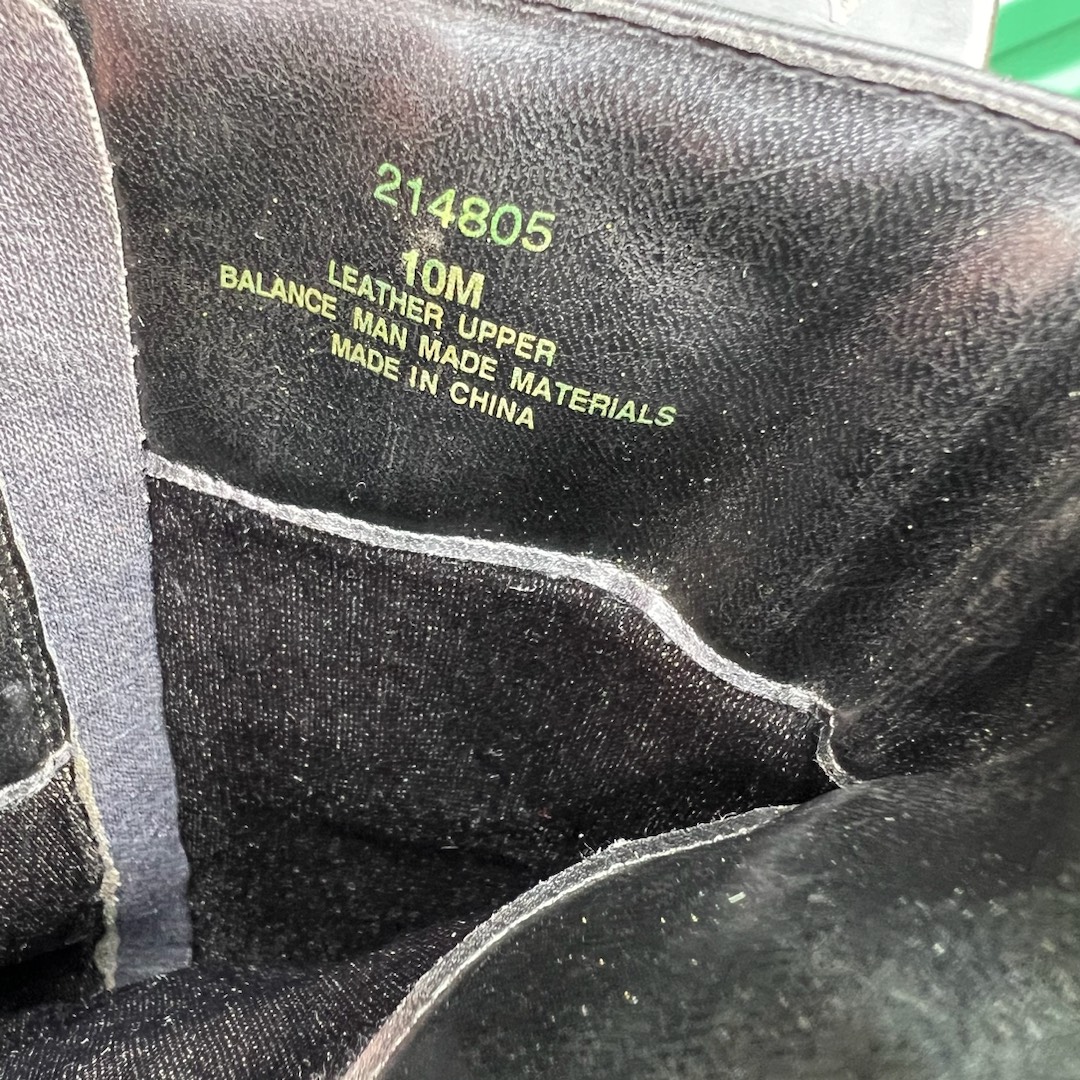 214805
10M
LEATHER UPPER
BALANCE MAN MADE MATERIALS
MADE IN CHINA